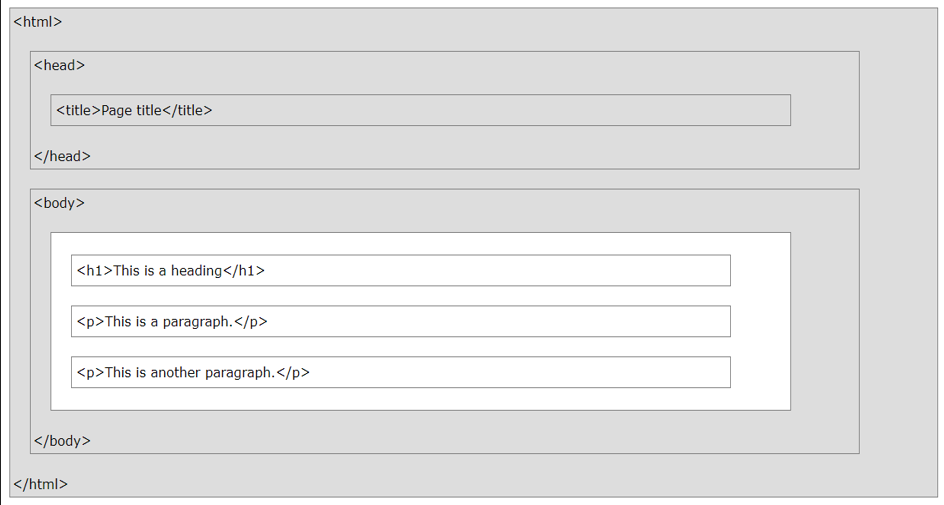 <html>
<head>
<title>Page title</title>
</head>
<body>
<h1>This is a heading</h1>
<p>This is a paragraph.</p>
<p>This is another paragraph.</p>
</body>
</html>